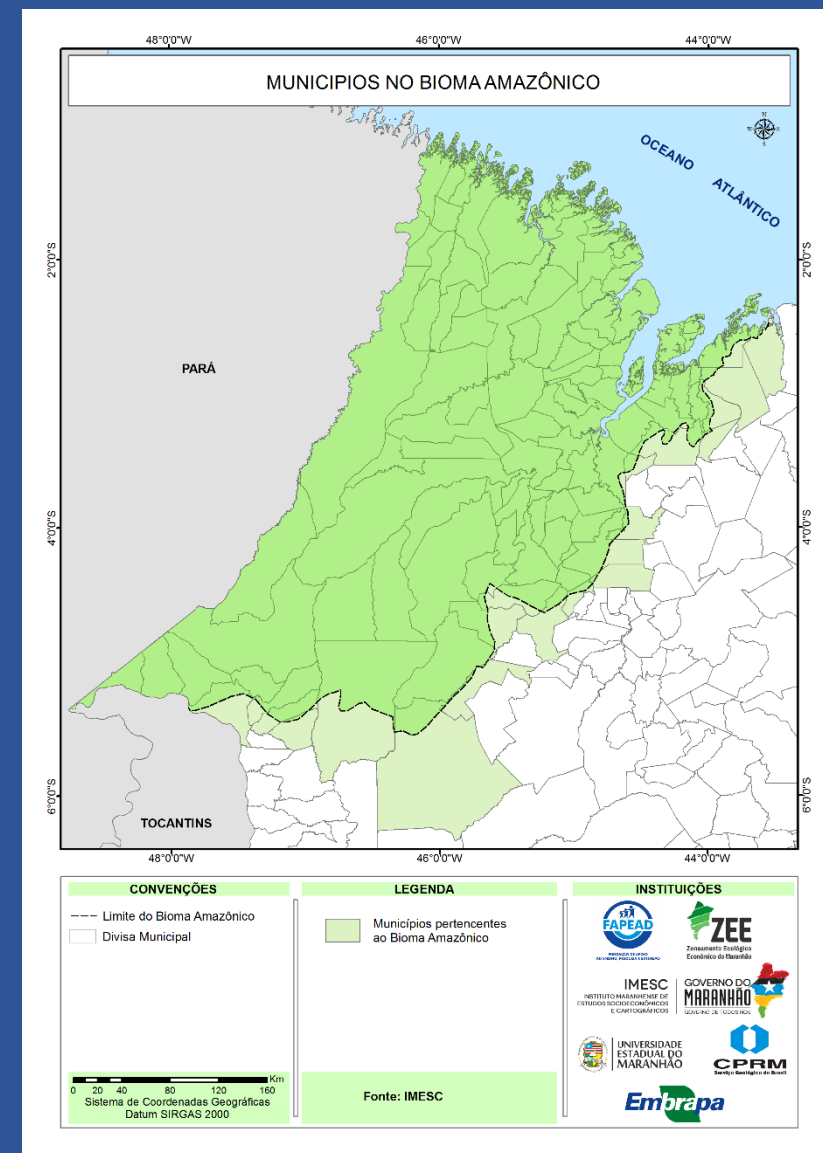 48°0'0"W
46°0'0"W
44°0'0"W
MUNICIPIOS NO BIOMA AMAZÔNICO
N
OCEANO ATLÂNTICO
2°0'0"S
2°0'0"S
PARÁ
4°0'0"S
4°0'0"S
6°0'0"S
6°0'0"S
TOCANTINS
48°0'0"W
46°0'0"W
44°0'0"W
CONVENÇÕES
Limite do Bioma Amazônico
Divisa Municipal
Km
0 20 40 80 120 160
Sistema de Coordenadas Geográficas
Datum SIRGAS 2000
LEGENDA
Municípios pertencentes
ao Bioma Amazônico
Fonte: IMESC
INSTITUIÇÕES
FAPEAD
ZEE
Zoneamento Ecológico
Econômico do Maranhão
IMESC
INSTITUTO MARANHENSE DE
ESTUDOS SOCIOECONÔMICOS
E CARTOGRÁFICOS
GOVERNO DO
MARANHÃO
GOVERNO DE TODOS NÓS
UNIVERSIDADE
ESTADUAL DO
MARANHÃO
CPRM
Serviço Geológico do Brasil
Embrapa